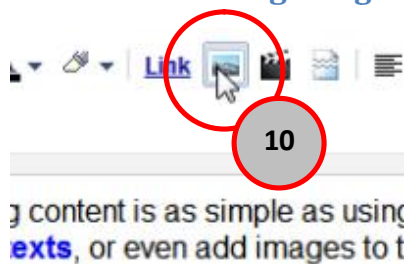 Link
10
g content is as simple as using
exts, or even add images to t